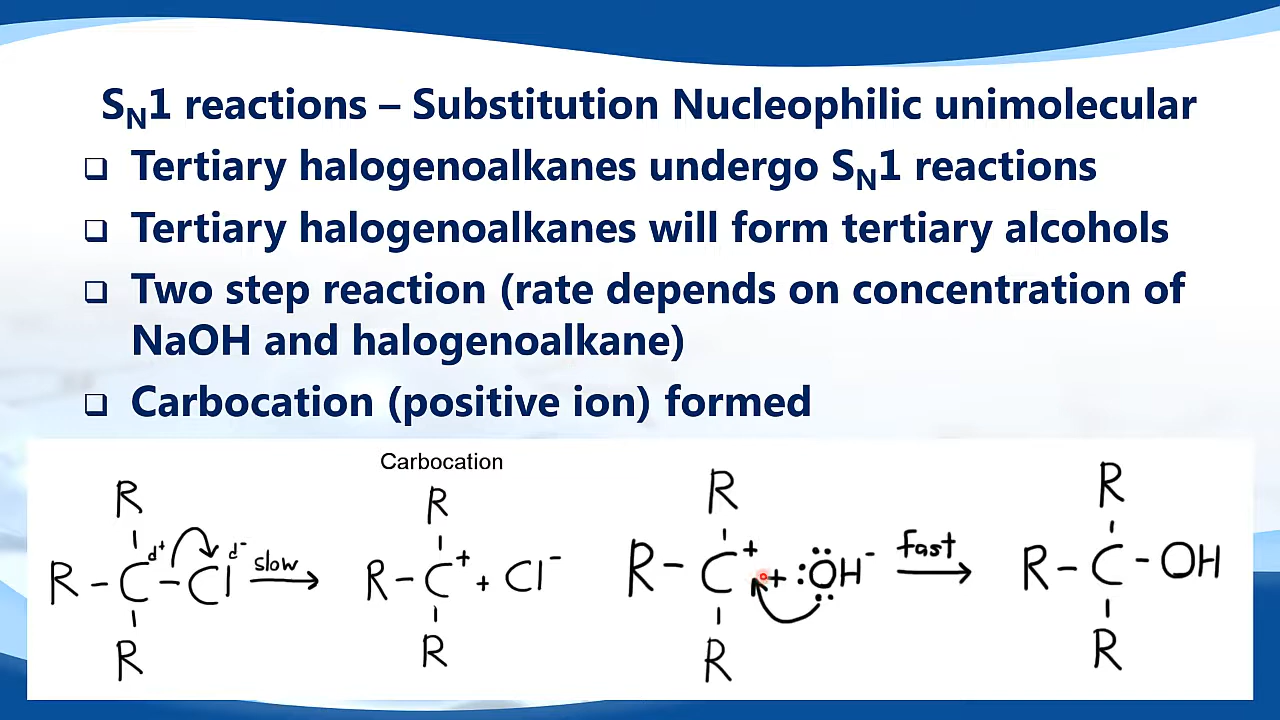 SN1 reactions – Substitution Nucleophilic unimolecular
❑ Tertiary halogenoalkanes undergo SN1 reactions
❑ Tertiary halogenoalkanes will form tertiary alcohols
❑ Two step reaction (rate depends on concentration of
NaOH and halogenoalkane)
❑ Carbocation (positive ion) formed
Carbocation
R R R R
R – C d+ – Cl d- slow → R – C+ + Cl- R – C+ + :ÖH- fast → R – C – OH
R R R R